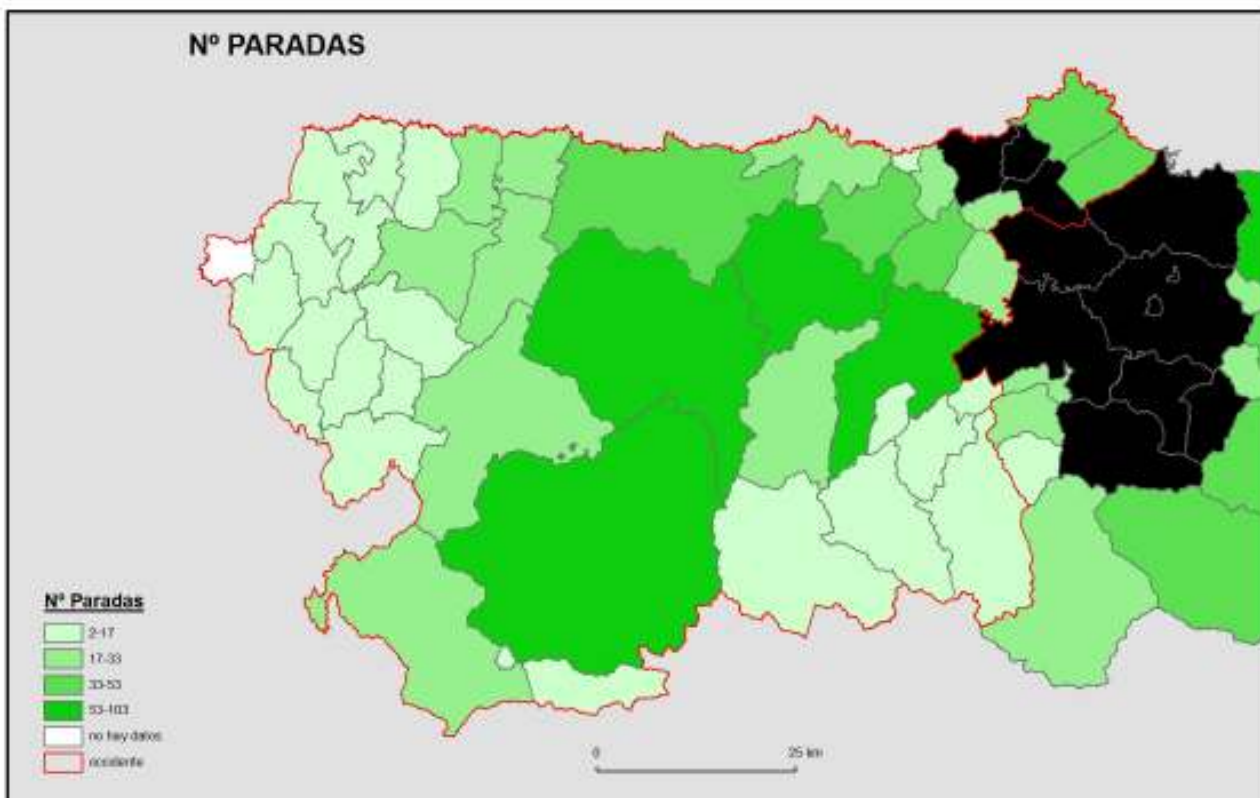 Nº PARADAS
Nº Paradas
2-17
17-33
33-53
53-103
no hay datos
occidente
0 25 km